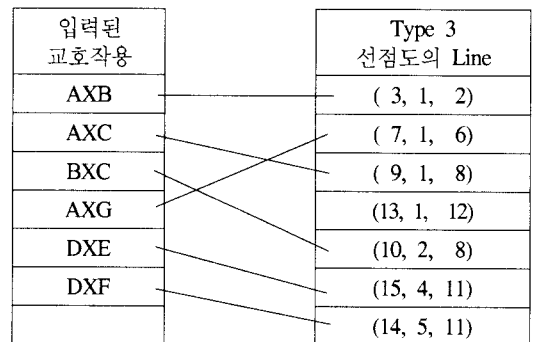 입력된 Type 3
교호작용 선점도의 Line
AXB ( 3, 1, 2)
AXC ( 7, 1, 6)
BXC ( 9, 1, 8)
AXG (13, 1, 12)
DXE (10, 2, 8)
DXF (15, 4, 11)
(14, 5, 11)